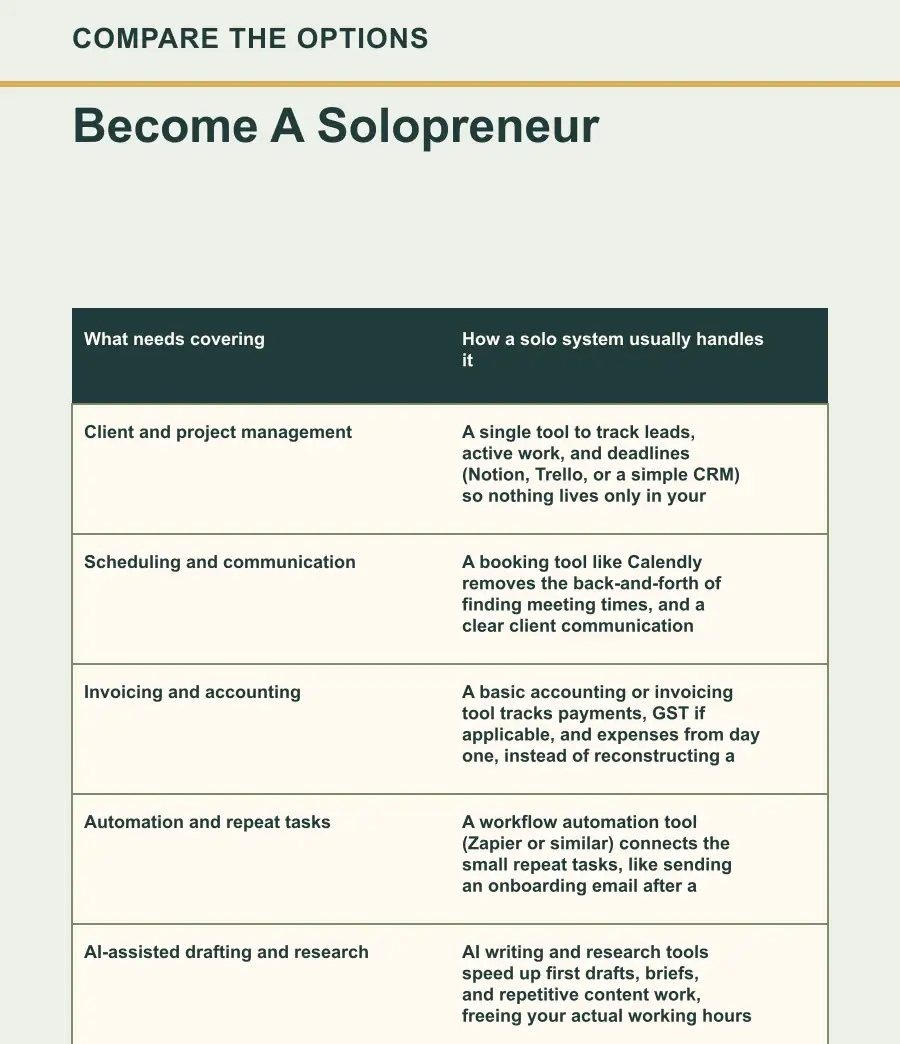 COMPARE THE OPTIONS
Become A Solopreneur
What needs covering
How a solo system usually handles
it
Client and project management
A single tool to track leads,
active work, and deadlines
(Notion, Trello, or a simple CRM)
so nothing lives only in your
Scheduling and communication
A booking tool like Calendly
removes the back-and-forth of
finding meeting times, and a
clear client communication
Invoicing and accounting
A basic accounting or invoicing
tool tracks payments, GST if
applicable, and expenses from day
one, instead of reconstructing a
Automation and repeat tasks
A workflow automation tool
(Zapier or similar) connects the
small repeat tasks, like sending
an onboarding email after a
AI-assisted drafting and research
AI writing and research tools
speed up first drafts, briefs,
and repetitive content work,
freeing your actual working hours